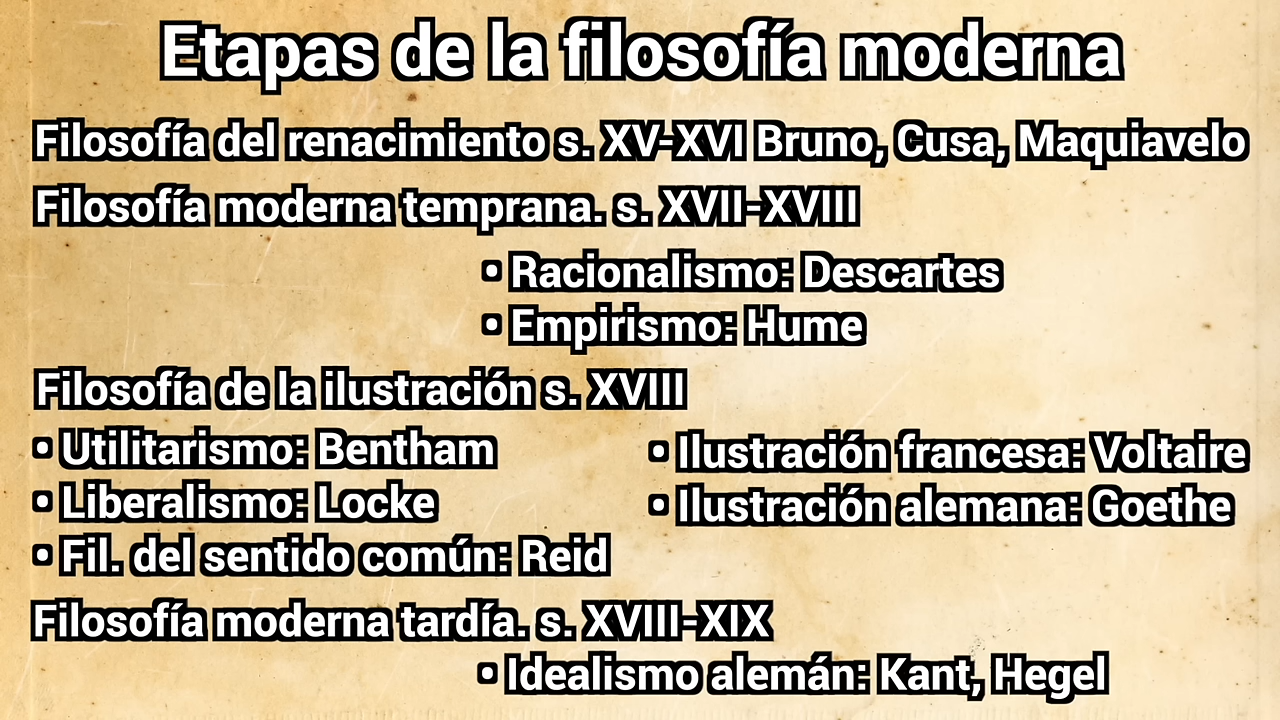 Etapas de la filosofía moderna
Filosofía del renacimiento s. XV-XVI Bruno, Cusa, Maquiavelo
Filosofía moderna temprana. s. XVII-XVIII
• Racionalismo: Descartes
• Empirismo: Hume
Filosofía de la ilustración s. XVIII
• Utilitarismo: Bentham
• Liberalismo: Locke
• Fil. del sentido común: Reid
• Ilustración francesa: Voltaire
• Ilustración alemana: Goethe
Filosofía moderna tardía. s. XVIII-XIX
• Idealismo alemán: Kant, Hegel